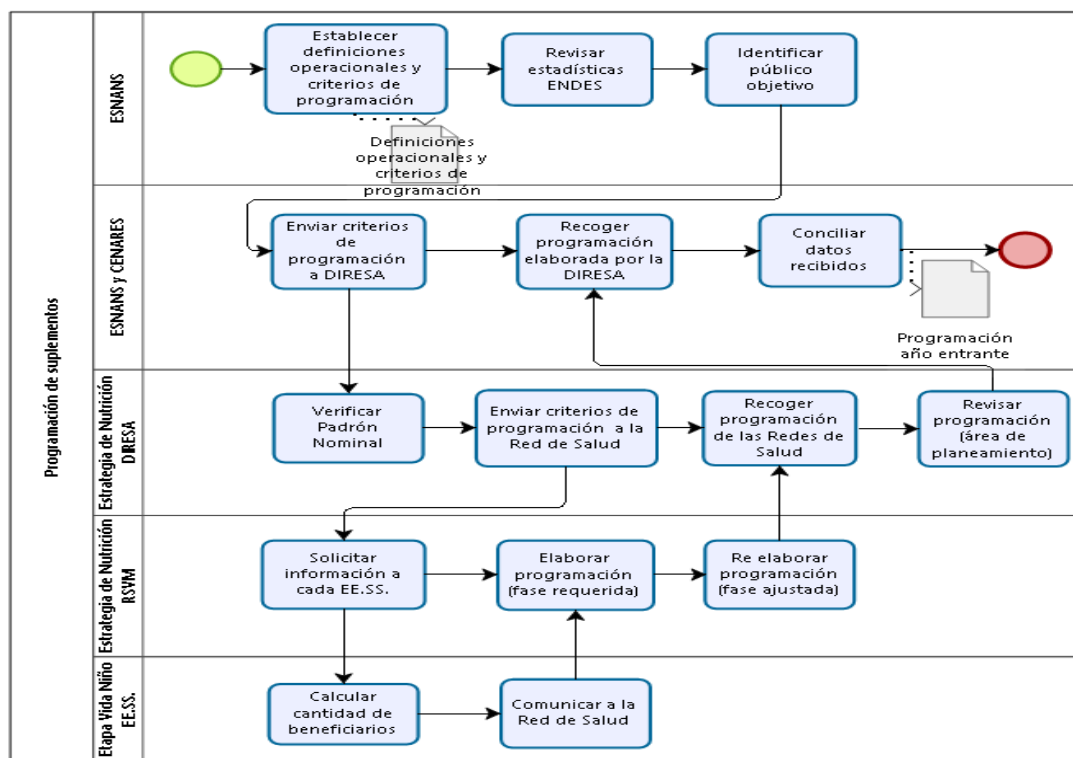 Programación de suplementos
ESNANS
Establecer
definiciones
operacionales y
criterios de
programación
Revisar
estadísticas
ENDES
Identificar
público
objetivo
Definiciones
operacionales y
criterios de
programación
ESNANS y CENARES
Enviar criterios
de
programación
a DIRESA
Recoger
programación
elaborada por la
DIRESA
Conciliar
datos
recibidos
Programación
año entrante
Estrategia de Nutrición
DIRESA
Verificar
Padrón
Nominal
Enviar criterios de
programación a la
Red de Salud
Recoger
programación
de las Redes de
Salud
Revisar
programación
(área de
planeamiento)
Estrategia de Nutrición
RSVM
Solicitar
información a
cada EE.SS.
Elaborar
programación
(fase requerida)
Re elaborar
programación
(fase ajustada)
Etapa Vida Niño
EE.SS.
Calcular
cantidad de
beneficiarios
Comunicar a la
Red de Salud